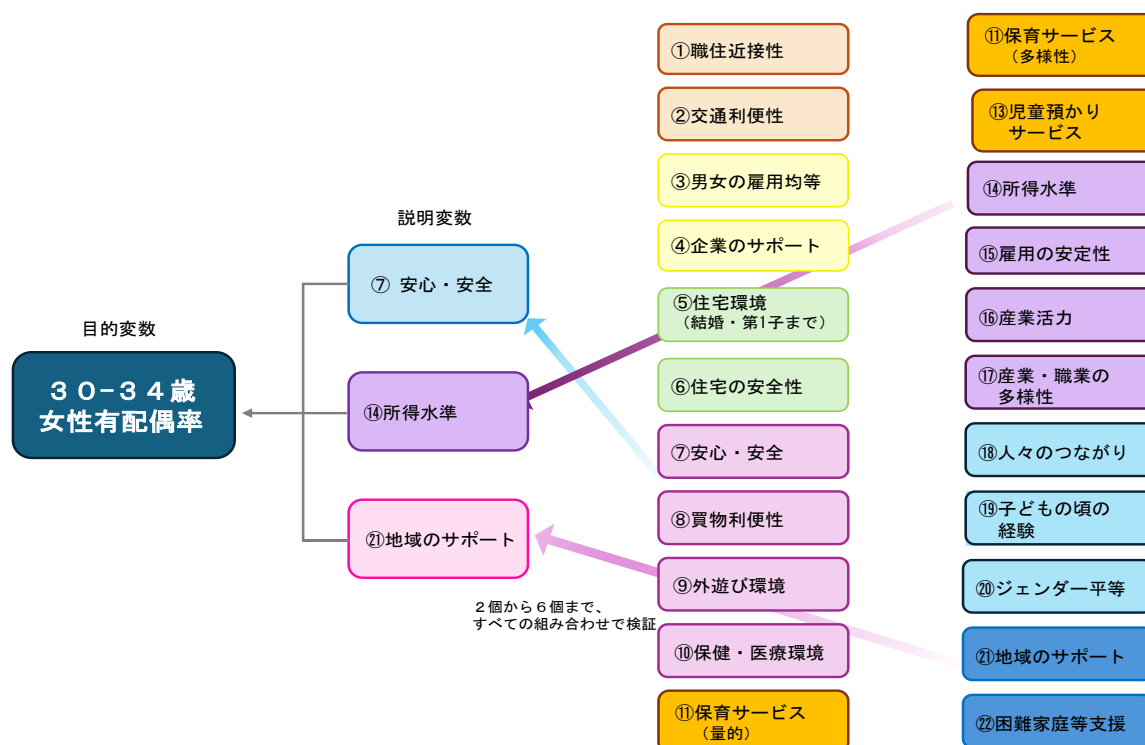 目的変数
３０−３４歳
女性有配偶率
説明変数
⑦ 安心・安全
⑭所得水準
㉑地域のサポート
２個から６個まで、
すべての組み合わせで検証
①職住近接性
②交通利便性
③男女の雇用均等
④企業のサポート
⑤住宅環境
（結婚・第1子まで）
⑥住宅の安全性
⑦安心・安全
⑧買物利便性
⑨外遊び環境
⑩保健・医療環境
⑪保育サービス
（量的）
⑪保育サービス
（多様性）
⑬児童預かり
サービス
⑭所得水準
⑮雇用の安定性
⑯産業活力
⑰産業・職業の
多様性
⑱人々のつながり
⑲子どもの頃の
経験
⑳ジェンダー平等
㉑地域のサポート
㉒困難家庭等支援